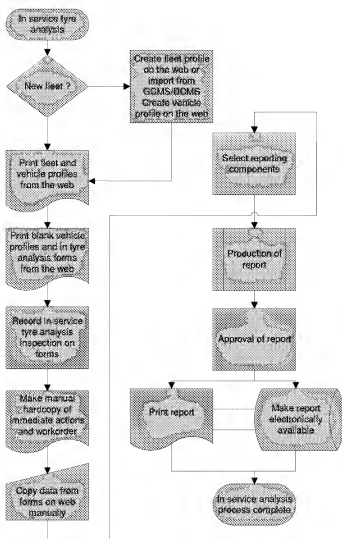 In service tyre
analysis
New fleet ?
Create fleet profile
on the web or
import from
GCMS/BCMS
Create vehicle
profile on the web
Print fleet and
vehicle profiles
from the web
Print blank vehicle
profiles and in tyre
analysis forms
from the web
Record in service
tyre analysis
inspection on
forms
Make manual
hardcopy of
immediate actions
and workorder
Copy data from
forms on web
manually
Select reporting
components
Production of
report
Approval of report
Print report
Make report
electronically
available
In service analysis
process complete